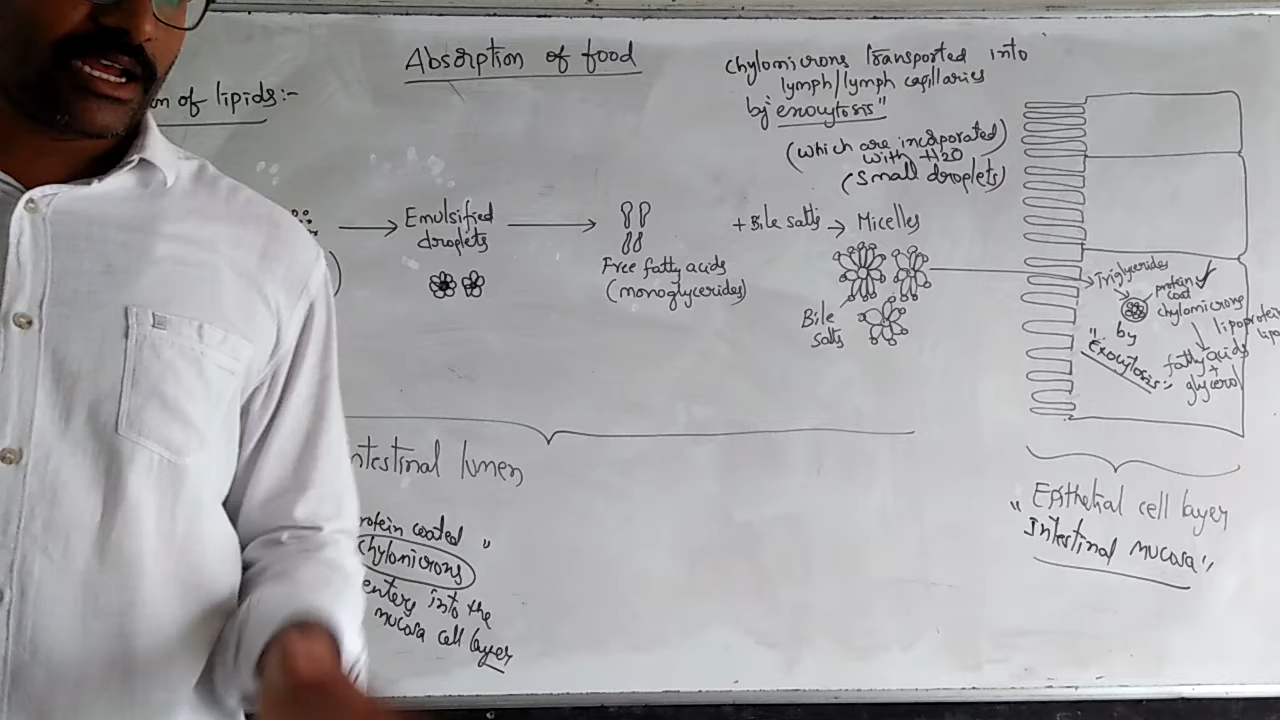 Absorption of food
n of lipids:-
chylomicrons transported into
lymph/lymph capillaries
by "exocytosis"
(which are incorporated)
with H2O
(small droplets)
Emulsified
droplets
Free fatty acids
(monoglycerides)
+ Bile salts → Micelles
Bile
salts
Triglycerides
protein
coat
chylomicrons
by
"Exocytosis"
lipoprotein
lipo
fatty acids
+
glycerol
ntestinal lumen
rotein coated "
chylomicrons
enters into the
mucosa cell layer
" Epithelial cell layer
Intestinal mucosa"